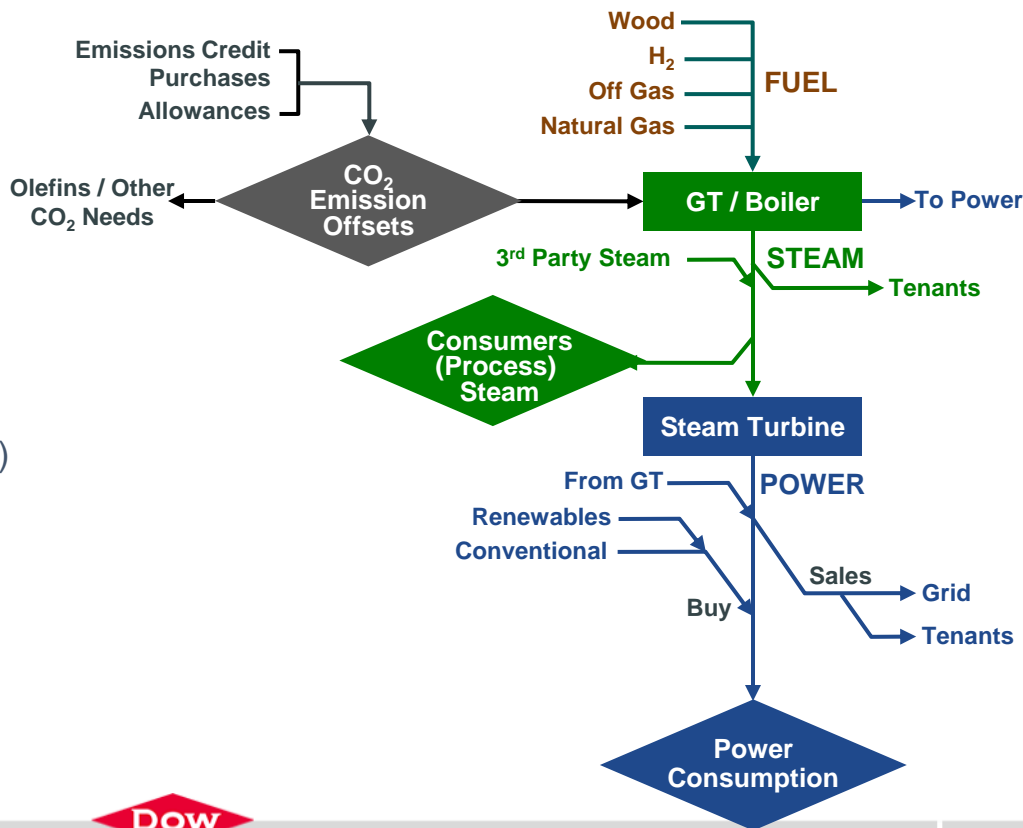 Wood
H₂
Off Gas
Natural Gas
FUEL
Emissions Credit
Purchases
Allowances
CO₂
Emission
Offsets
Olefins / Other
CO₂ Needs
GT / Boiler
To Power
3rd Party Steam
STEAM
Tenants
Consumers
(Process)
Steam
Steam Turbine
)
From GT
POWER
Renewables
Conventional
Buy
Sales
Grid
Tenants
Power
Consumption
Dow